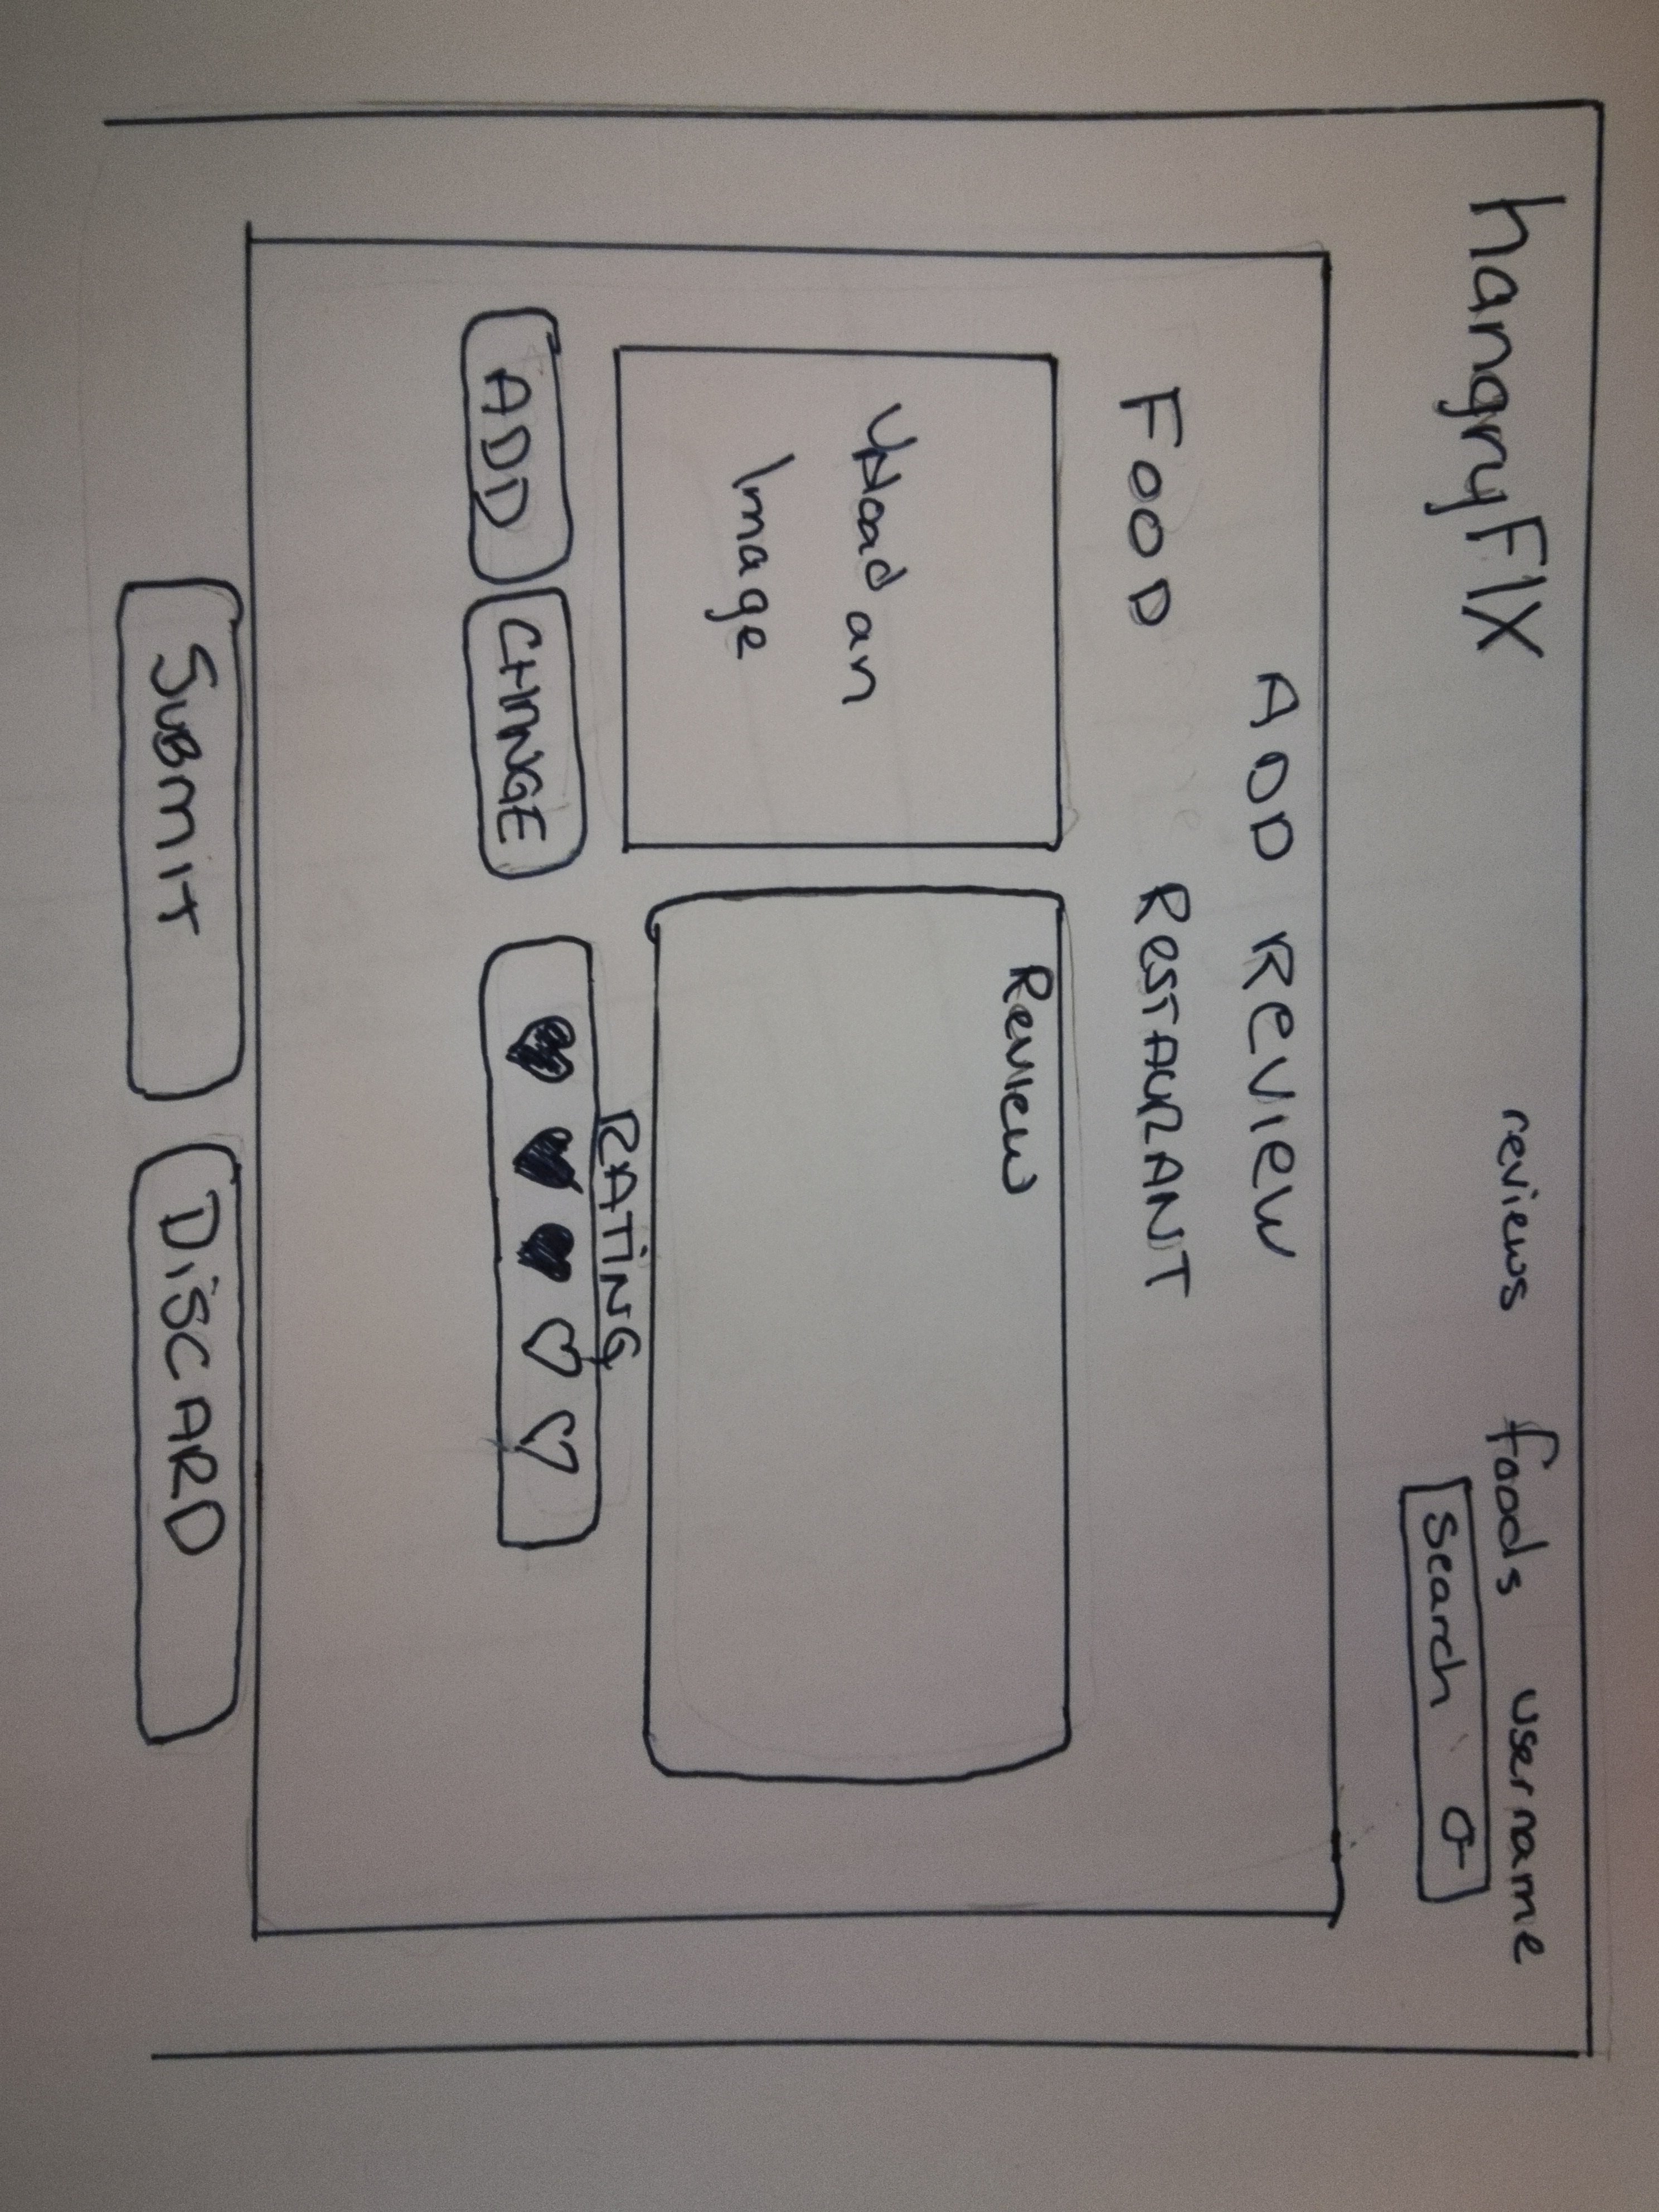 hangryFIX reviews foods username
Search
ADD Review
FOOD RESTAURANT
Review
Upload an
Image
RATING
ADD CHANGE
SUBMIT DISCARD